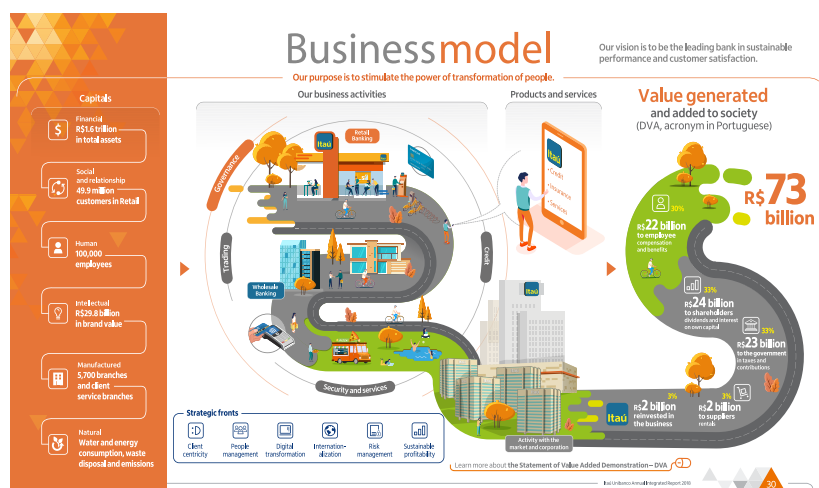 Business model
Our vision is to be the leading bank in sustainable
performance and customer satisfaction.
Our purpose is to stimulate the power of transformation of people.
Capitals
Financial
R$1.6 trillion
in total assets
Social
and relationship
49.9 million
customers in Retail
Human
100,000
employees
Intellectual
R$29.8 billion
in brand value
Manufactured
5,700 branches
and client
service branches
Natural
Water and energy
consumption, waste
disposal and emissions
Our business activities
Governance
Retail
Banking
Itaú
Trading
Credit
Wholesale
Banking
Security and services
Products and services
Itaú
• Credit
• Insurance
• Services
Itaú
Activity with the
market and corporation
Strategic fronts
Client
centricity
People
management
Digital
transformation
Internation-
alization
Risk
management
Sustainable
profitability
Value generated
and added to society
(DVA, acronym in Portuguese)
R$ 73
billion
30%
R$22 billion
to employee
compensation
and benefits
33%
R$24 billion
to shareholders
dividends and interest
on own capital
33%
R$23 billion
to the government
in taxes and
contributions
3%
R$2 billion
to suppliers
rentals
3%
R$2 billion
reinvested in
the business
Itaú
Learn more about the Statement of Value Added Demonstration – DVA
Itaú Unibanco Annual Integrated Report 2018
30